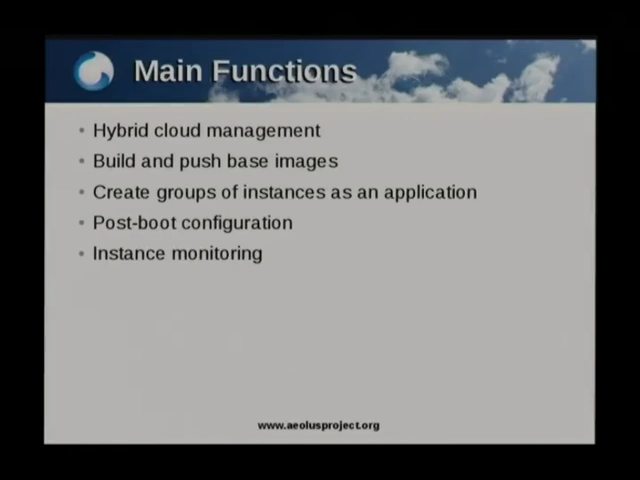 Main Functions
Hybrid cloud management
Build and push base images
Create groups of instances as an application
Post-boot configuration
Instance monitoring
www.aeolusproject.org